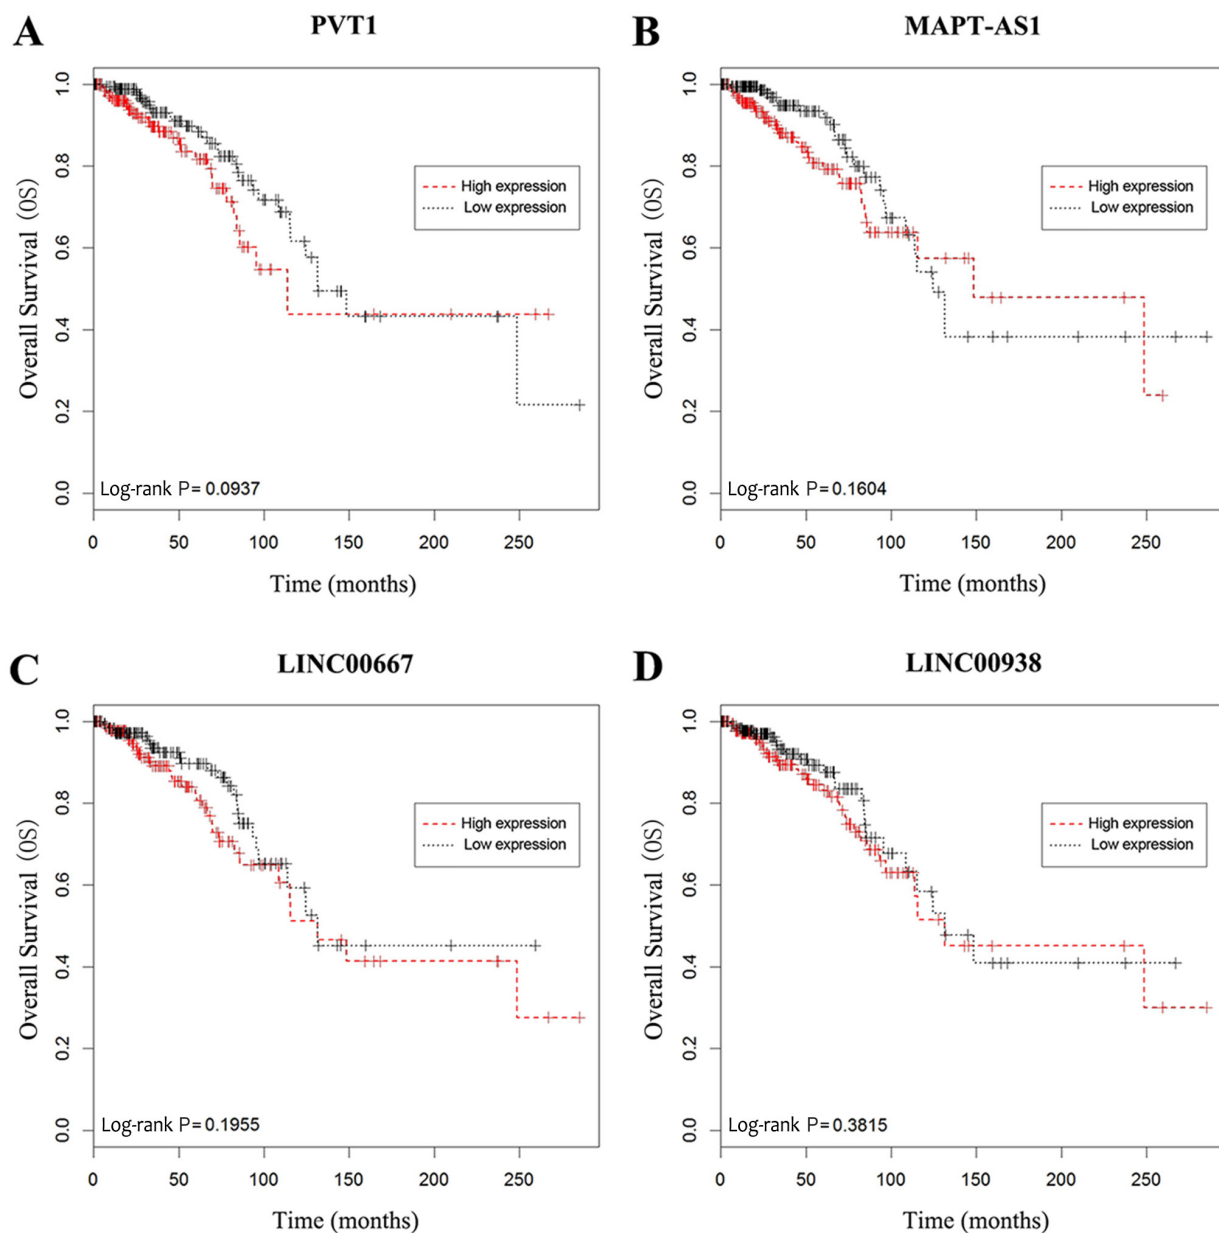 A
PVT1
Overall Survival (OS)
1.0
0.8
0.6
0.4
0.2
0.0
High expression
Low expression
Log-rank P = 0.0937
0 50 100 150 200 250
Time (months)
B
MAPT-AS1
Overall Survival (OS)
1.0
0.8
0.6
0.4
0.2
0.0
High expression
Low expression
Log-rank P = 0.1604
0 50 100 150 200 250
Time (months)
C
LINC00667
Overall Survival (OS)
1.0
0.8
0.6
0.4
0.2
0.0
High expression
Low expression
Log-rank P = 0.1955
0 50 100 150 200 250
Time (months)
D
LINC00938
Overall Survival (OS)
1.0
0.8
0.6
0.4
0.2
0.0
High expression
Low expression
Log-rank P = 0.3815
0 50 100 150 200 250
Time (months)